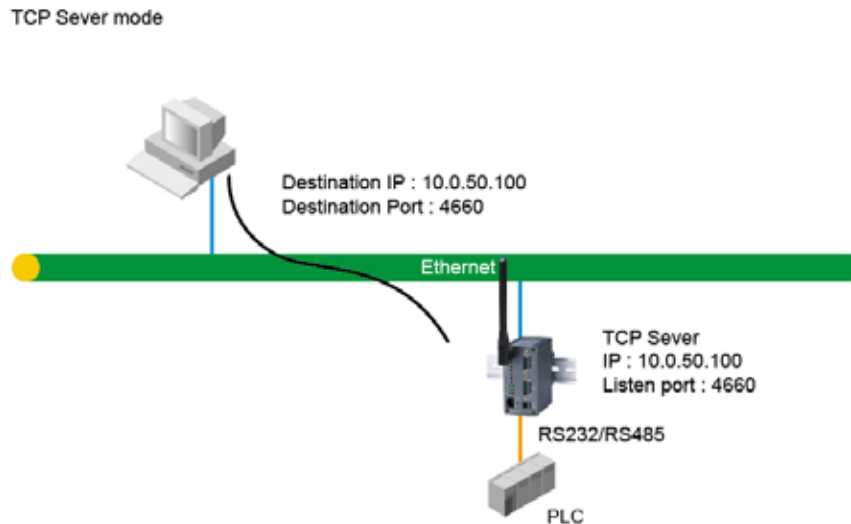 TCP Sever mode
Destination IP : 10.0.50.100
Destination Port : 4660
Ethernet
TCP Sever
IP : 10.0.50.100
Listen port : 4660
RS232/RS485
PLC